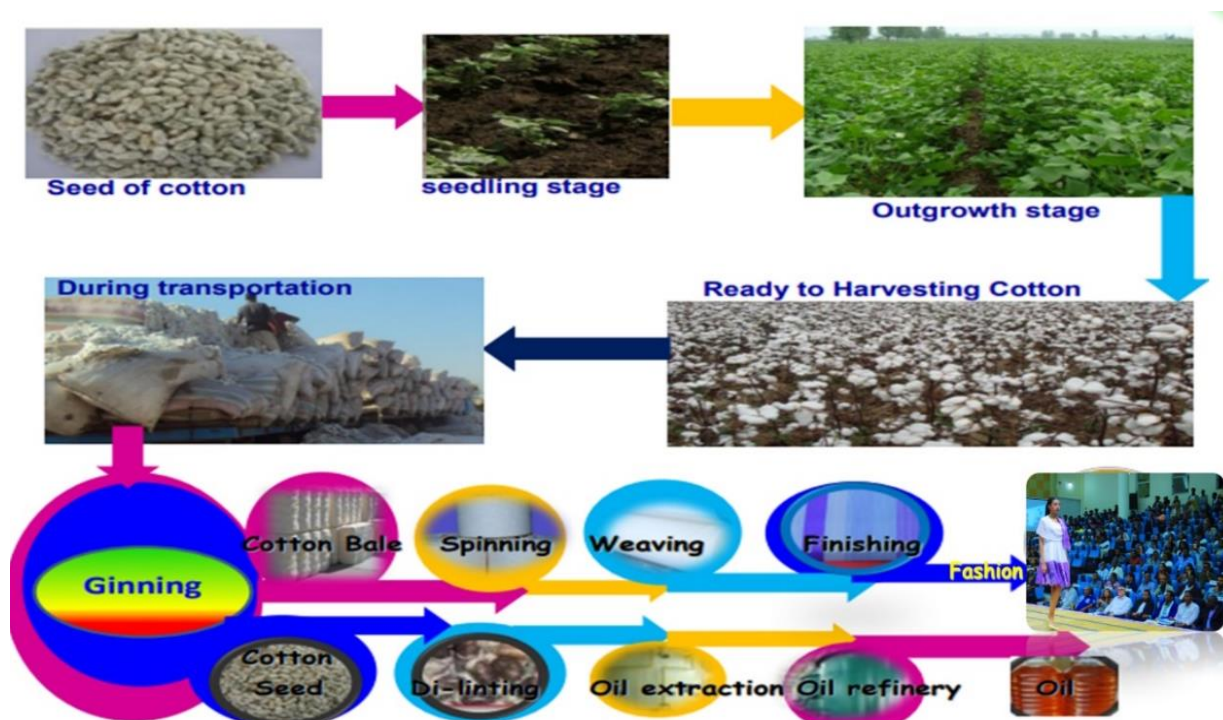 Seed of cotton
seedling stage
Outgrowth stage
During transportation
Ready to Harvesting Cotton
Ginning
Cotton Bale
Spinning
Weaving
Finishing
Fashion
Cotton
Seed
Di-linting
Oil extraction
Oil refinery
Oil